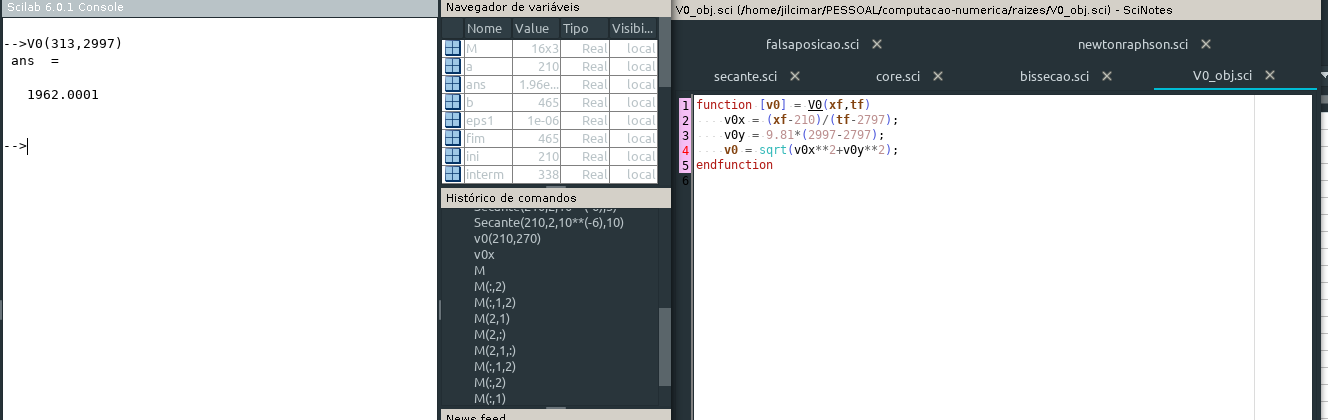 Scilab 6.0.1 Console
-->V0(313,2997)
ans =
1962.0001
-->
Navegador de variáveis
Nome Value Tipo Visibi...
M 16x3 Real local
a 210 Real local
ans 1.96e... Real local
b 465 Real local
eps1 1e-06 Real local
fim 465 Real local
ini 210 Real local
interm 338 Real local
Histórico de comandos
Secante(210,2,10**(-6),5)
Secante(210,2,10**(-6),10)
v0(210,270)
v0x
M
M(:,2)
M(:,1,2)
M(2,1)
M(2,:)
M(2,1,:)
M(:,1,2)
M(:,2)
M(:,1)
News feed
V0_obj.sci (/home/jilcimar/PESSOAL/computacao-numerica/raizes/V0_obj.sci) - SciNotes
falsaposicao.sci ✕ newtonraphson.sci ✕
secante.sci ✕ core.sci ✕ bissecao.sci ✕ V0_obj.sci ✕
1 function [v0] = V0(xf,tf)
2 v0x = (xf-210)/(tf-2797);
3 v0y = 9.81*(2997-2797);
4 v0 = sqrt(v0x**2+v0y**2);
5 endfunction
6